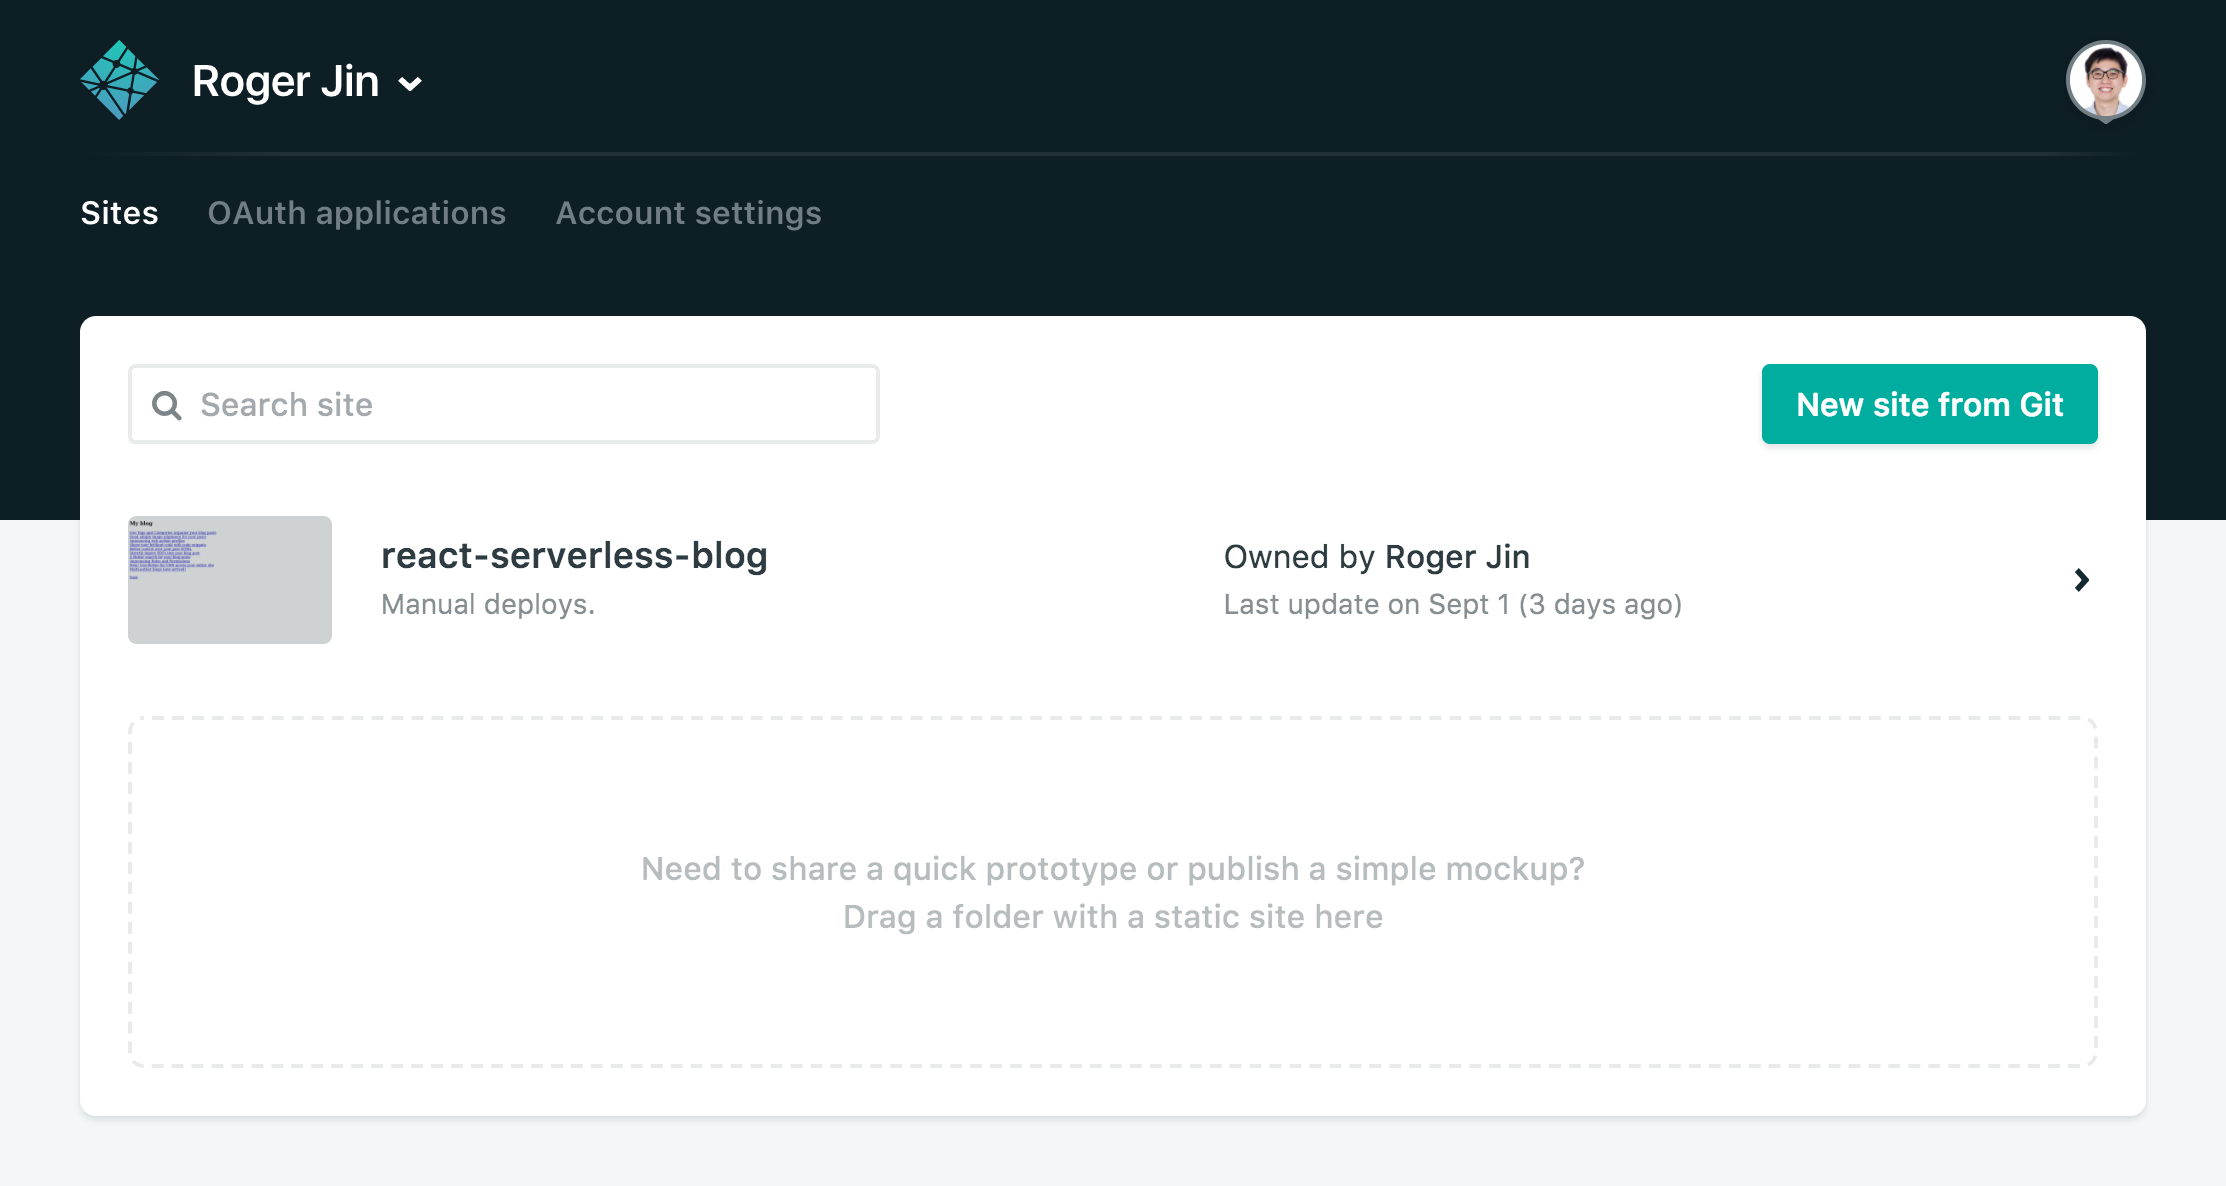 Roger Jin
Sites OAuth applications Account settings
Search site
New site from Git
My blog
react-serverless-blog
Manual deploys.
Owned by Roger Jin
Last update on Sept 1 (3 days ago)
Need to share a quick prototype or publish a simple mockup?
Drag a folder with a static site here